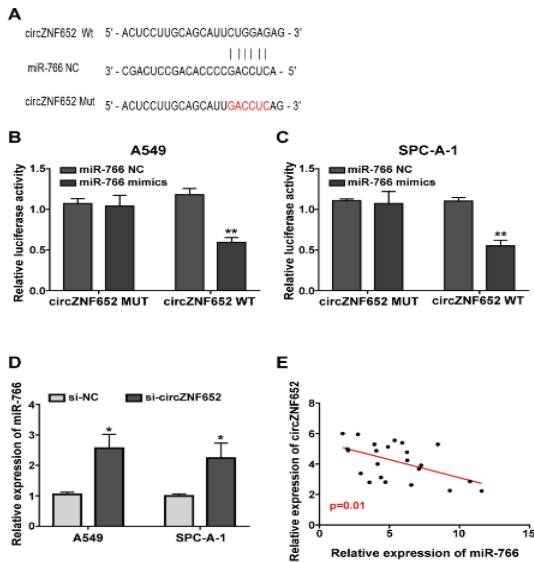 A
circZNF652 Wt 5' - ACUCCUUGCAGCAUUCUGGAGAG - 3'
miR-766 NC 3' - CGACUCCGACACCCCGACCUCA - 5'
circZNF652 Mut 5' - ACUCCUUGCAGCAUUGACCUCAG - 3'
B
A549
Relative luciferase activity
miR-766 NC
miR-766 mimics
1.5
1.0
0.5
0.0
**
circZNF652 MUT circZNF652 WT
C
SPC-A-1
Relative luciferase activity
miR-766 NC
miR-766 mimics
1.5
1.0
0.5
0.0
**
circZNF652 MUT circZNF652 WT
D
Relative expression of miR-766
si-NC si-circZNF652
4
3
2
1
0
* *
A549 SPC-A-1
E
Relative expression of circZNF652
8
6
4
2
0
p=0.01
0 5 10 15
Relative expression of miR-766